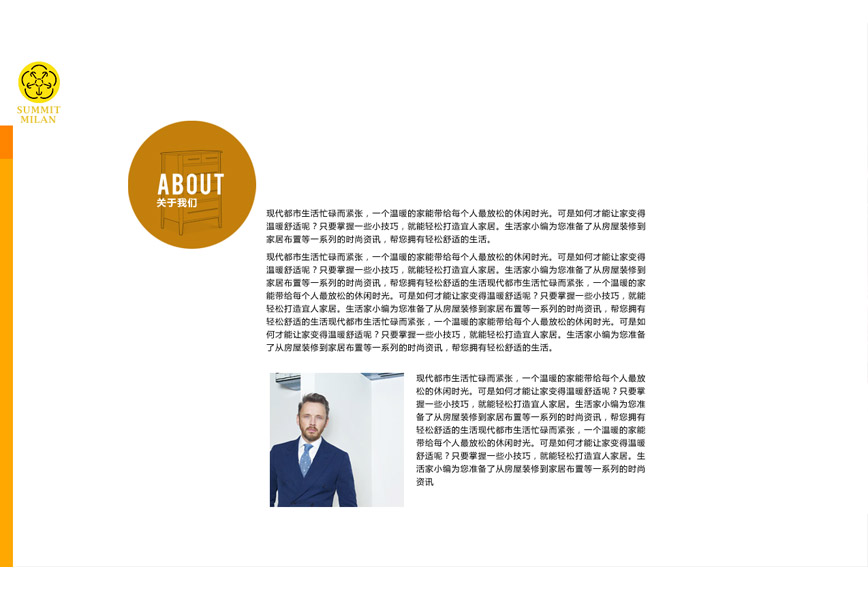 SUMMIT
MILAN
ABOUT
关于我们
现代都市生活忙碌而紧张，一个温暖的家能带给每个人最放松的休闲时光。可是如何才能让家变得
温暖舒适呢？只要掌握一些小技巧，就能轻松打造宜人家居。生活家小编为您准备了从房屋装修到
家居布置等一系列的时尚资讯，帮您拥有轻松舒适的生活。
现代都市生活忙碌而紧张，一个温暖的家能带给每个人最放松的休闲时光。可是如何才能让家变得
温暖舒适呢？只要掌握一些小技巧，就能轻松打造宜人家居。生活家小编为您准备了从房屋装修到
家居布置等一系列的时尚资讯，帮您拥有轻松舒适的生活现代都市生活忙碌而紧张，一个温暖的家
能带给每个人最放松的休闲时光。可是如何才能让家变得温暖舒适呢？只要掌握一些小技巧，就能
轻松打造宜人家居。生活家小编为您准备了从房屋装修到家居布置等一系列的时尚资讯，帮您拥有
轻松舒适的生活现代都市生活忙碌而紧张，一个温暖的家能带给每个人最放松的休闲时光。可是如
何才能让家变得温暖舒适呢？只要掌握一些小技巧，就能轻松打造宜人家居。生活家小编为您准备
了从房屋装修到家居布置等一系列的时尚资讯，帮您拥有轻松舒适的生活。
现代都市生活忙碌而紧张，一个温暖的家能带给每个人最放
松的休闲时光。可是如何才能让家变得温暖舒适呢？只要掌
握一些小技巧，就能轻松打造宜人家居。生活家小编为您准
备了从房屋装修到家居布置等一系列的时尚资讯，帮您拥有
轻松舒适的生活现代都市生活忙碌而紧张，一个温暖的家能
带给每个人最放松的休闲时光。可是如何才能让家变得温暖
舒适呢？只要掌握一些小技巧，就能轻松打造宜人家居。生
活家小编为您准备了从房屋装修到家居布置等一系列的时尚
资讯